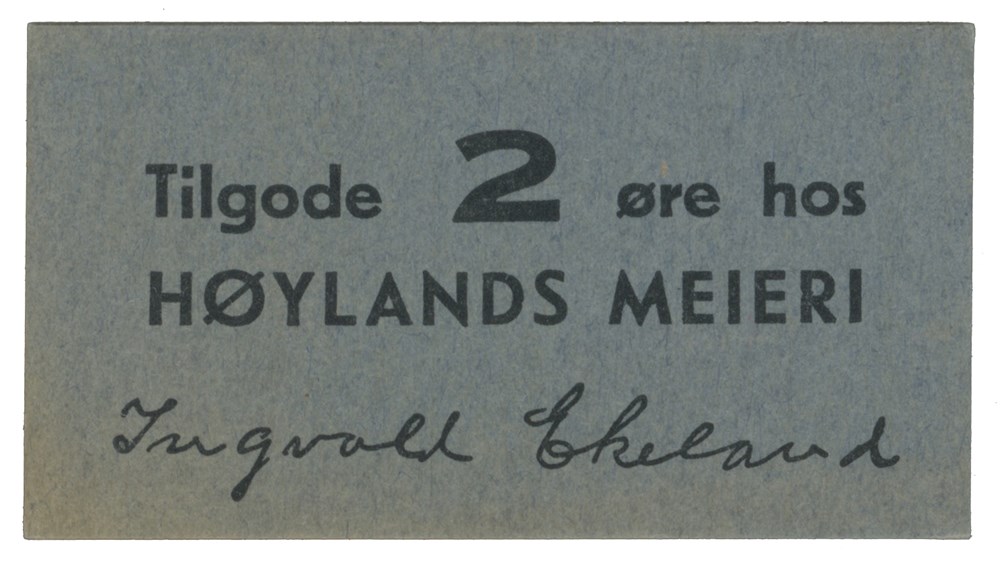 Tilgode 2 øre hos
HØYLANDS MEIERI
Ingvald Ekeland